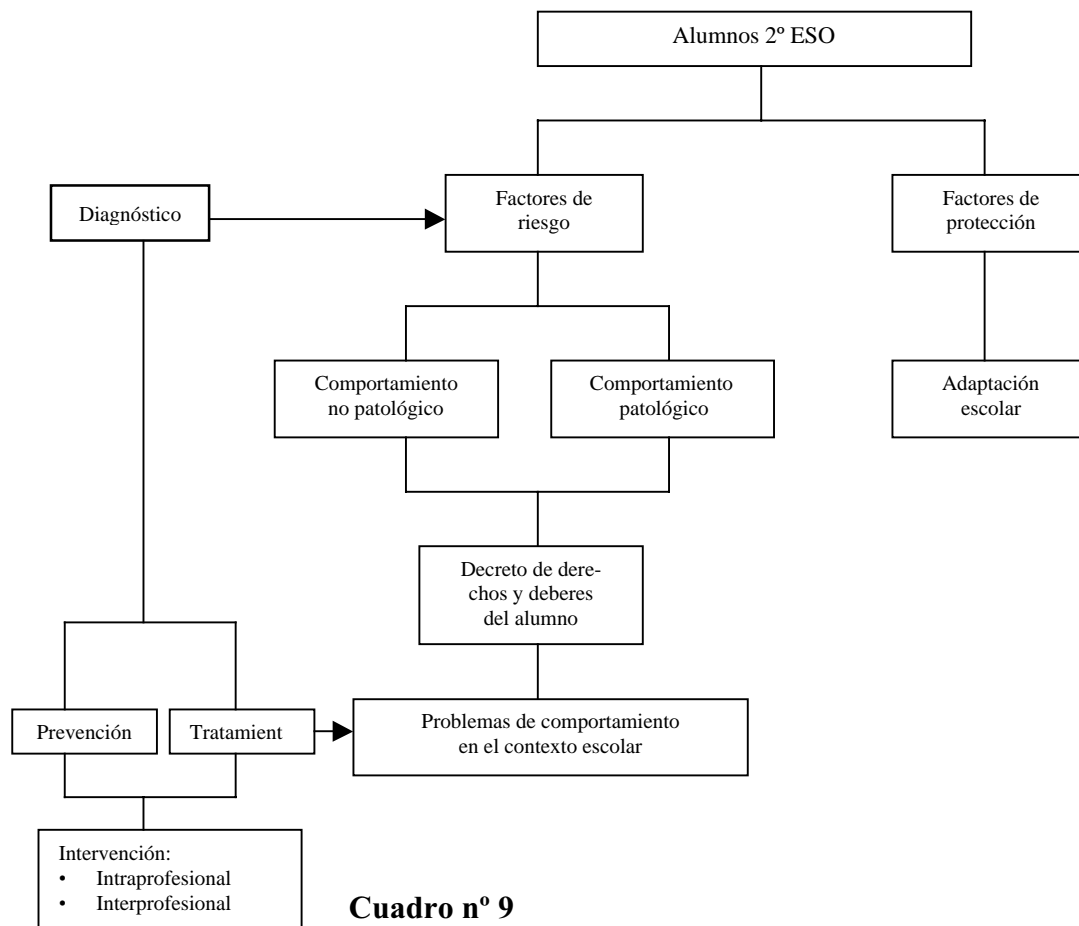 Alumnos 2º ESO
Diagnóstico
Factores de
riesgo
Factores de
protección
Comportamiento
no patológico
Comportamiento
patológico
Adaptación
escolar
Decreto de dere-
chos y deberes
del alumno
Prevención
Tratamient
Problemas de comportamiento
en el contexto escolar
Intervención:
• Intraprofesional
• Interprofesional
Cuadro nº 9